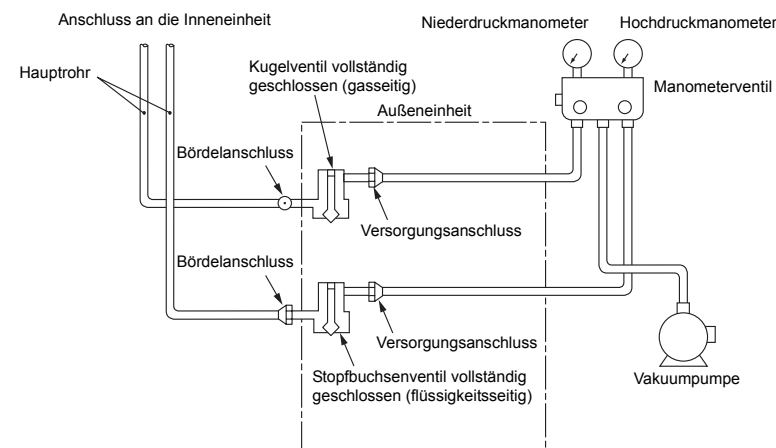 Anschluss an die Inneneinheit
Niederdruckmanometer
Hochdruckmanometer
Hauptrohr
Kugelventil vollständig
geschlossen (gasseitig)
Manometerventil
Außeneinheit
Bördelanschluss
Versorgungsanschluss
Bördelanschluss
Versorgungsanschluss
Stopfbuchsenventil vollständig
geschlossen (flüssigkeitsseitig)
Vakuumpumpe